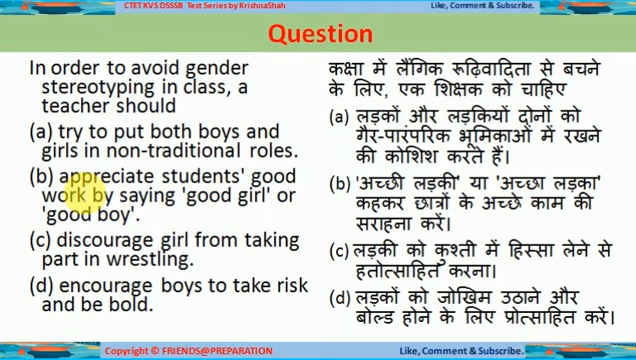 CTET KVS DSSSB Test Series by KrishnaShah
Like, Comment & Subscribe.
Question
In order to avoid gender
stereotyping in class, a
teacher should
(a) try to put both boys and
girls in non-traditional roles.
(b) appreciate students' good
work by saying 'good girl' or
'good boy'.
(c) discourage girl from taking
part in wrestling.
(d) encourage boys to take risk
and be bold.
कक्षा में लैंगिक रूढ़िवादिता से बचने
के लिए, एक शिक्षक को चाहिए
(a) लड़कों और लड़कियों दोनों को
गैर-पारंपरिक भूमिकाओं में रखने
की कोशिश करते हैं।
(b) 'अच्छी लड़की' या 'अच्छा लड़का'
कहकर छात्रों के अच्छे काम की
सराहना करें।
(c) लड़की को कुश्ती में हिस्सा लेने से
हतोत्साहित करना।
(d) लड़कों को जोखिम उठाने और
बोल्ड होने के लिए प्रोत्साहित करें।
Copyright © FRIENDS@PREPARATION
Like, Comment & Subscribe.